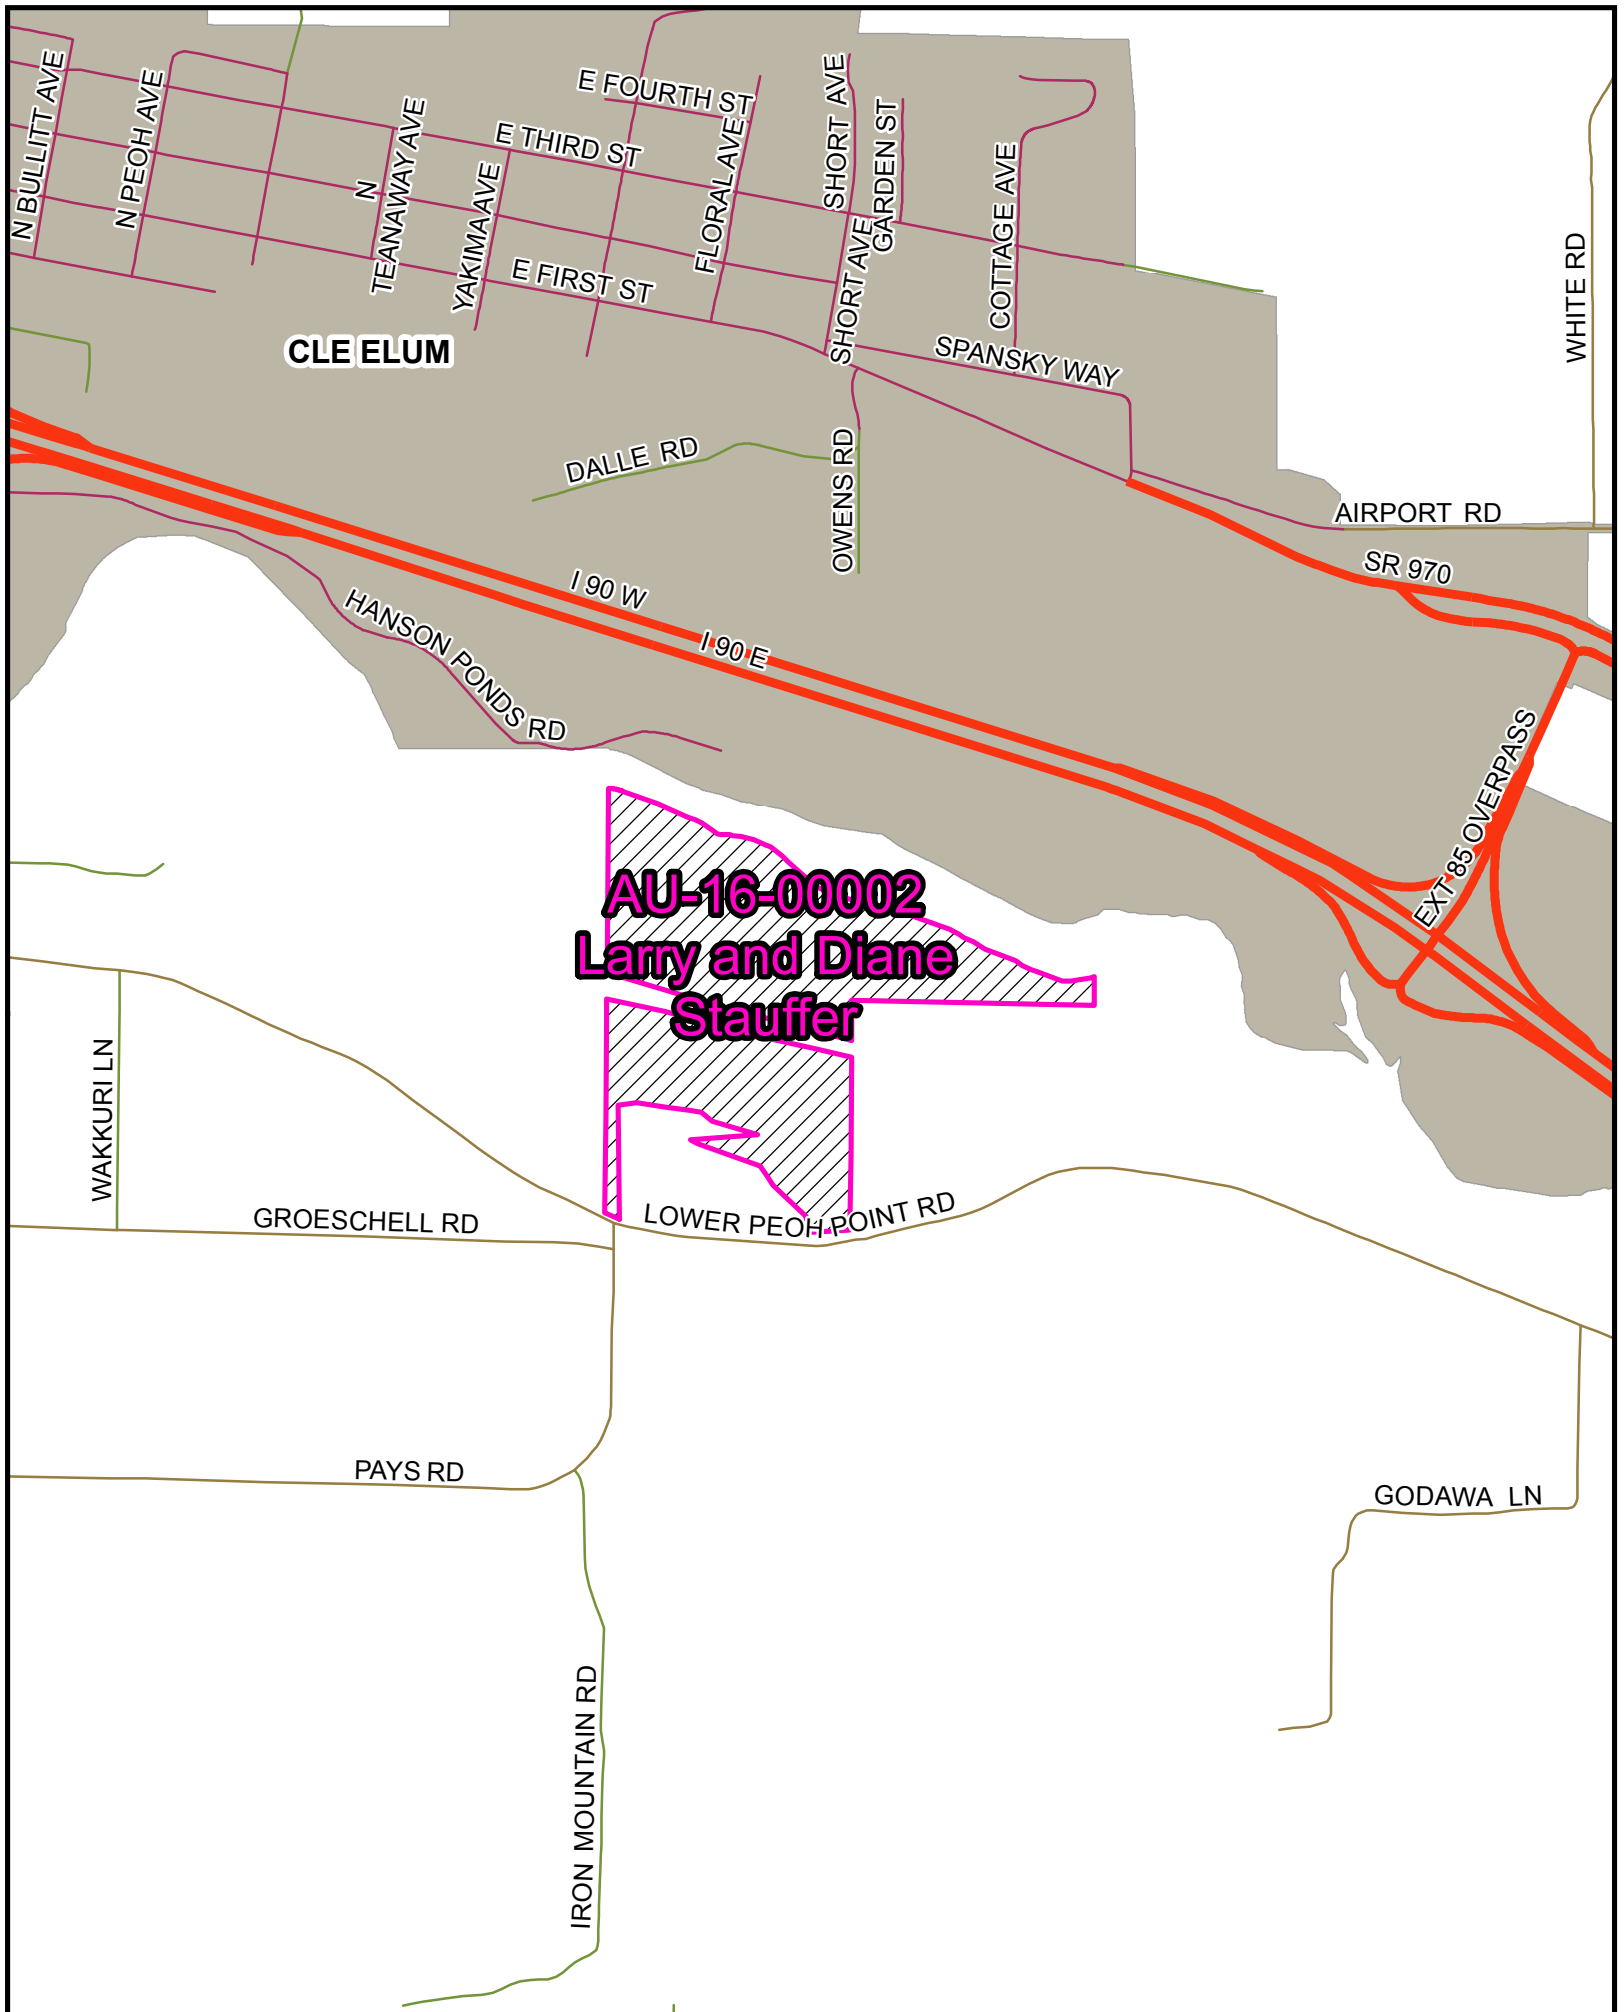 N BULLITT AVE
N PEOH AVE
N
TEANAWAY AVE
YAKIMA AVE
E FOURTH ST
E THIRD ST
E FIRST ST
FLORAL AVE
SHORT AVE
GARDEN ST
SHORT AVE
COTTAGE AVE
WHITE RD
SPANSKY WAY
CLE ELUM
DALLE RD
OWENS RD
AIRPORT RD
SR 970
I 90 W
I 90 E
HANSON PONDS RD
EXT 85 OVERPASS
AU-16-00002
Larry and Diane
Stauffer
WAKKURI LN
GROESCHELL RD
LOWER PEOH POINT RD
PAYS RD
GODAWA LN
IRON MOUNTAIN RD